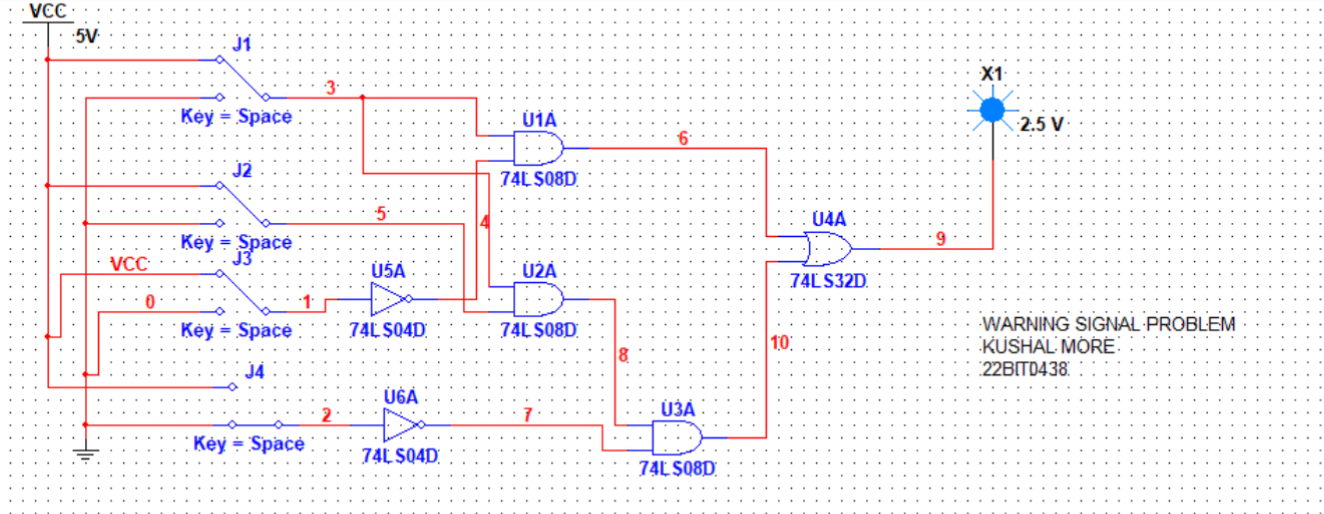 VCC
5V
J1
3
Key = Space
U1A
6
74LS08D
X1
2.5 V
J2
5
4
Key = Space
U4A
9
74LS32D
J3
VCC
0
1
Key = Space
U5A
74LS04D
U2A
74LS08D
8
10
WARNING SIGNAL PROBLEM
KUSHAL MORE
22BIT0438
J4
2
Key = Space
U6A
7
74LS04D
U3A
74LS08D